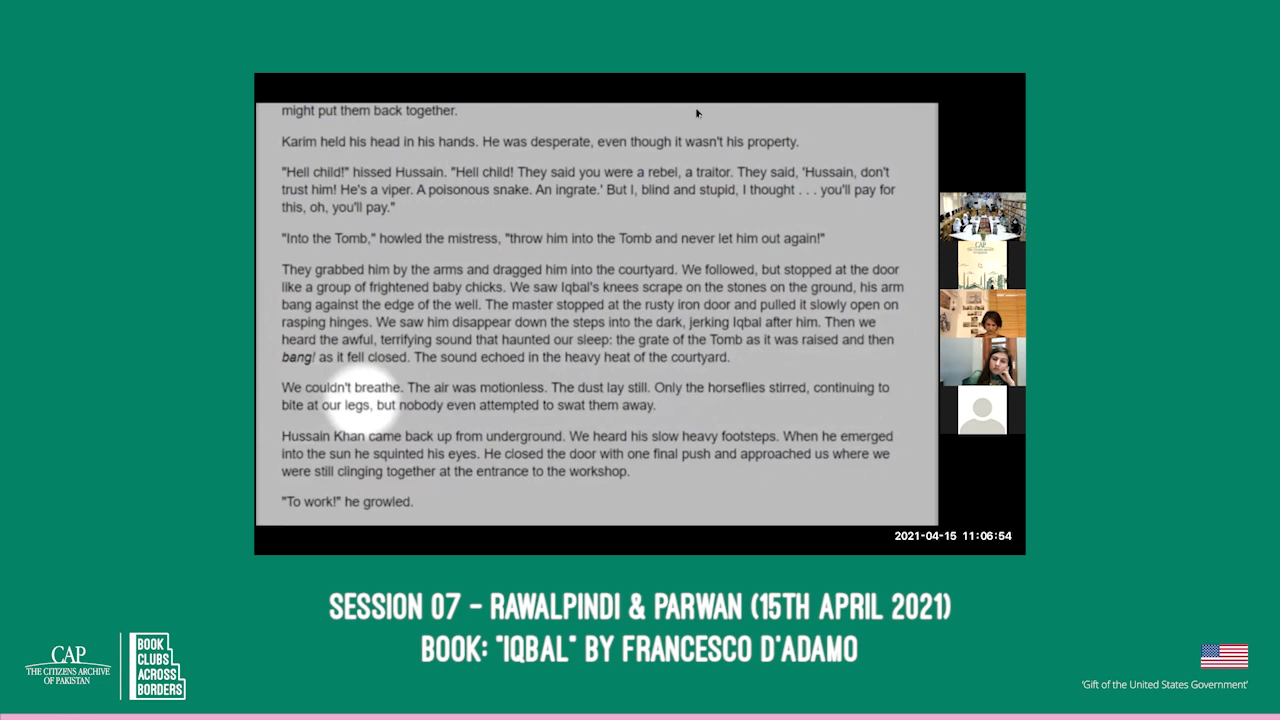 might put them back together.
Karim held his head in his hands. He was desperate, even though it wasn't his property.
"Hell child!" hissed Hussain. "Hell child! They said you were a rebel, a traitor. They said, 'Hussain, don't
trust him! He's a viper. A poisonous snake. An ingrate.' But I, blind and stupid, I thought . . . you'll pay for
this, oh, you'll pay."
"Into the Tomb," howled the mistress, "throw him into the Tomb and never let him out again!"
They grabbed him by the arms and dragged him into the courtyard. We followed, but stopped at the door
like a group of frightened baby chicks. We saw Iqbal's knees scrape on the stones on the ground, his arm
bang against the edge of the well. The master stopped at the rusty iron door and pulled it slowly open on
rasping hinges. We saw him disappear down the steps into the dark, jerking Iqbal after him. Then we
heard the awful, terrifying sound that haunted our sleep: the grate of the Tomb as it was raised and then
bang! as it fell closed. The sound echoed in the heavy heat of the courtyard.
We couldn't breathe. The air was motionless. The dust lay still. Only the horseflies stirred, continuing to
bite at our legs, but nobody even attempted to swat them away.
Hussain Khan came back up from underground. We heard his slow heavy footsteps. When he emerged
into the sun he squinted his eyes. He closed the door with one final push and approached us where we
were still clinging together at the entrance to the workshop.
"To work!" he growled.
CAP
2021-04-15 11:06:54
SESSION 07 - RAWALPINDI & PARWAN (15TH APRIL 2021)
BOOK: "IQBAL" BY FRANCESCO D'ADAMO
CAP
THE CITIZENS ARCHIVE
OF PAKISTAN
BOOK
CLUBS
ACROSS
BORDERS
'Gift of the United States Government'